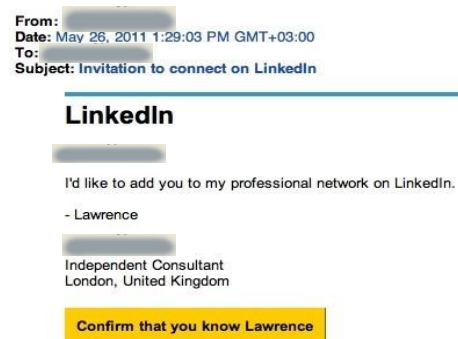 From:
Date: May 26, 2011 1:29:03 PM GMT+03:00
To:
Subject: Invitation to connect on LinkedIn
LinkedIn
I'd like to add you to my professional network on LinkedIn.
- Lawrence
Independent Consultant
London, United Kingdom
Confirm that you know Lawrence